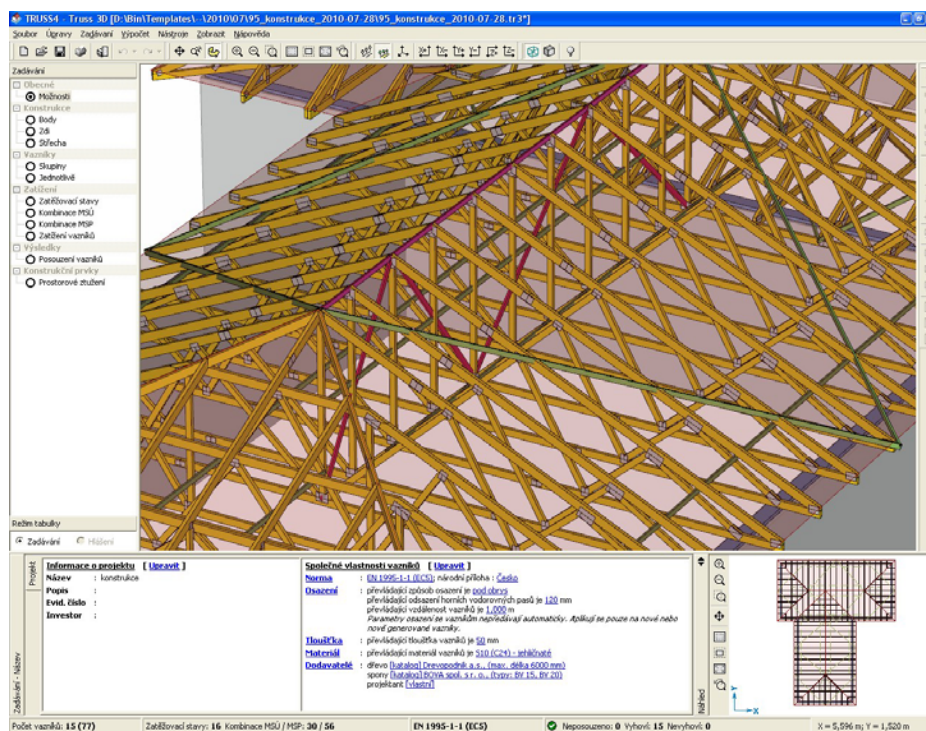 TRUSS4 - Truss 3D [D:\Bin\Templates\--\2010\07\95_konstrukce_2010-07-28\95_konstrukce_2010-07-28.tr3*]
Soubor Úpravy Zadávaní Výpočet Nástroje Zobrazit Nápověda
Zadávání
Obecné
Možnosti
Konstrukce
Body
Zdi
Střecha
Vazníky
Skupiny
Jednotlivě
Zatížení
Zatěžovací stavy
Kombinace MSÚ
Kombinace MSP
Zatížení vazníků
Výsledky
Posouzení vazníků
Konstrukční prvky
Prostorové ztužení
Režim tabulky
Zadávání Hlášení
Zadávání - Název
Projekt
Informace o projektu [ Upravit ]
Název : konstrukce
Popis :
Evid. číslo :
Investor :
Společné vlastnosti vazníků [ Upravit ]
Norma : EN 1995-1-1 (EC5); národní příloha : Česko
Osazení : převládající způsob osazení je pod obrys
převládající odsazení horních vodorovných pasů je 120 mm
převládající vzdálenost vazníků je 1,000 m
Parametry osazení se vazníkům nepředávají automaticky. Aplikují se pouze na nové nebo
nově generované vazníky.
Tloušťka : převládající tloušťka vazníků je 50 mm
Materiál : převládající materiál vazníků je S10 (C24) - jehličnaté
Dodavatelé : dřevo [katalog] Drevopodnik a.s., (max. délka 6000 mm)
spony [katalog] BOVA spol. s r. o., (typy: BV 15, BV 20)
projektant [vlastní]
Náhled
Y
X
Počet vazníků: 15 (77) Zatěžovací stavy: 16 Kombinace MSÚ / MSP: 30 / 56 EN 1995-1-1 (EC5) Neposouzeno: 0 Vyhoví: 15 Nevyhoví: 0 X = 5,596 m; Y = 1,520 m